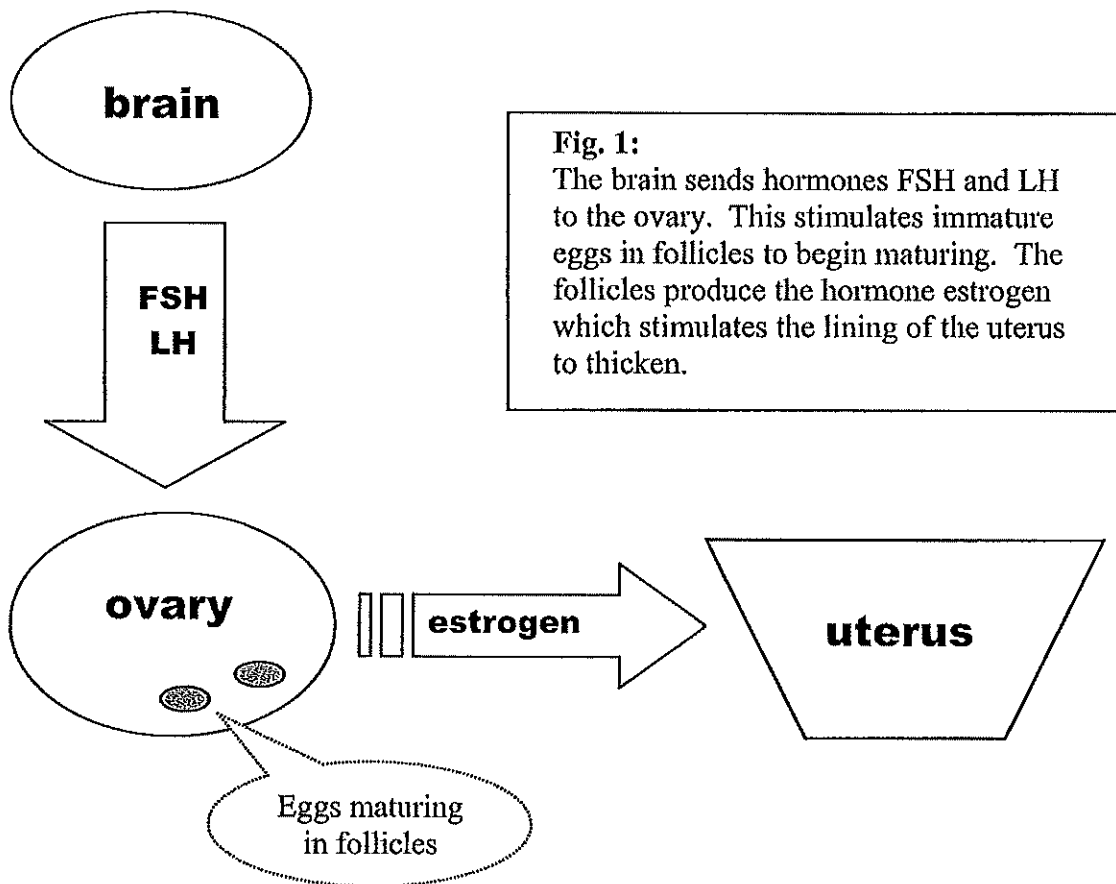 brain
Fig. 1:
The brain sends hormones FSH and LH
to the ovary. This stimulates immature
eggs in follicles to begin maturing. The
follicles produce the hormone estrogen
which stimulates the lining of the uterus
to thicken.
FSH
LH
ovary
estrogen
uterus
Eggs maturing
in follicles